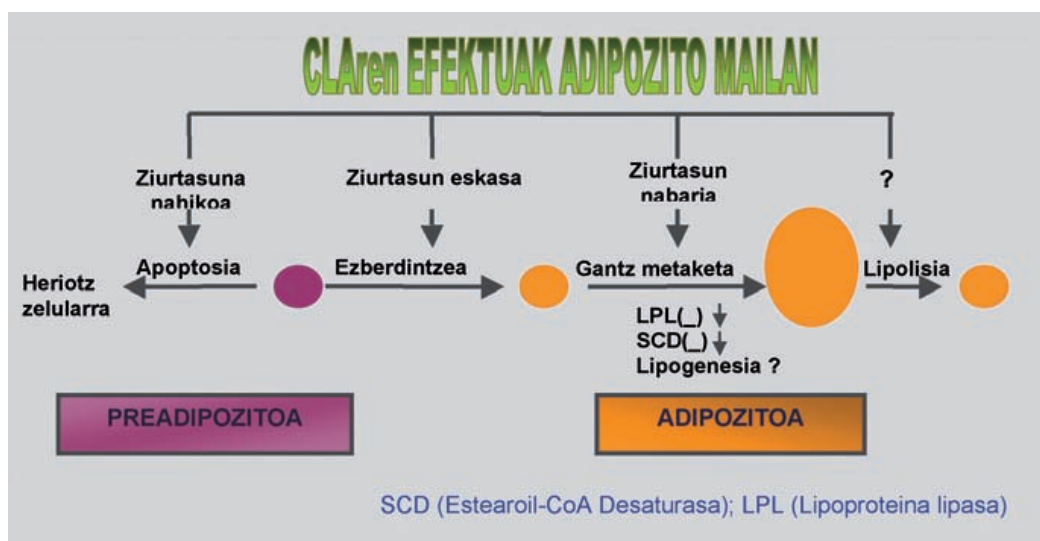 CLAren EFEKTUAK ADIPOZITO MAILAN
Ziurtasuna
nahikoa
Ziurtasun eskasa
Ziurtasun
nabaria
?
Heriotz
zelularra
Apoptosia
Ezberdintzea
Gantz metaketa
Lipolisia
LPL(_)
SCD(_)
Lipogenesia ?
PREADIPOZITOA
ADIPOZITOA
SCD (Estearoil-CoA Desaturasa); LPL (Lipoproteina lipasa)